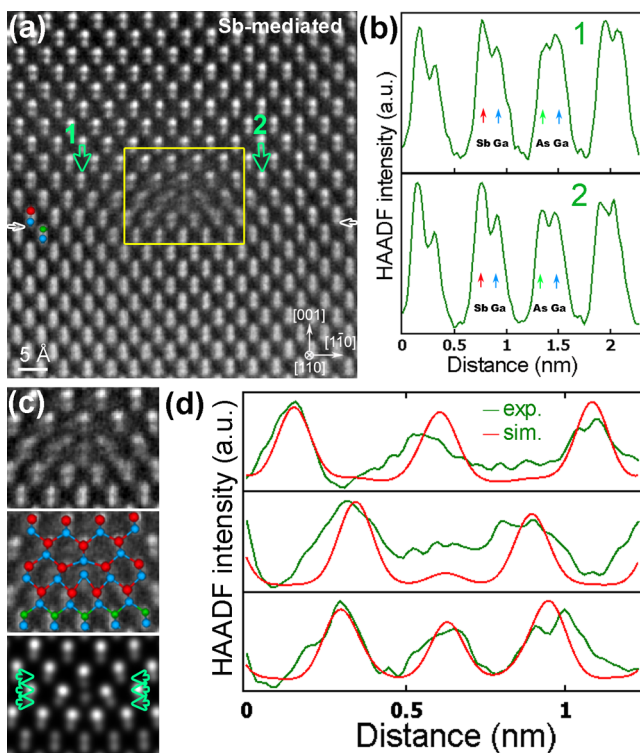 (a)
Sb-mediated
1
2
5 Å
[001]
[11̄0]
[110]
(b)
HAADF intensity (a.u.)
1
Sb Ga
As Ga
HAADF intensity (a.u.)
2
Sb Ga
As Ga
0 0.5 1 1.5 2
Distance (nm)
(c)
(d)
HAADF intensity (a.u.)
exp.
sim.
0 0.5 1
Distance (nm)